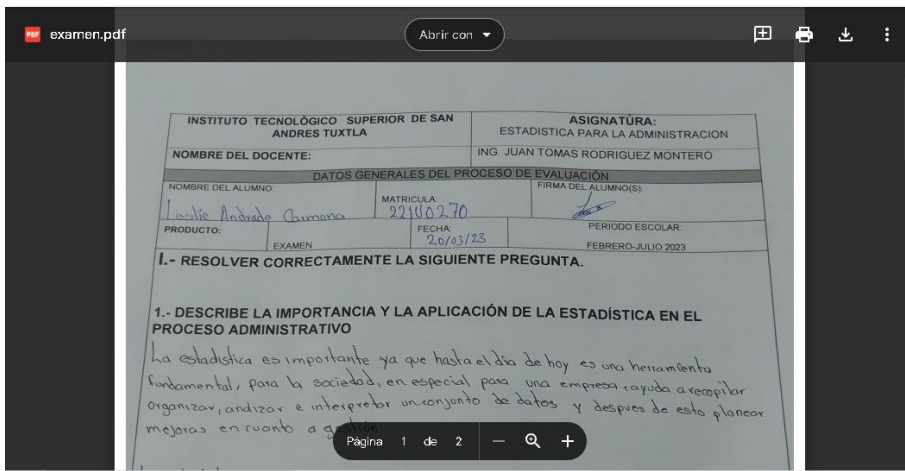 PDF examen.pdf
Abrir con
INSTITUTO TECNOLÒGICO SUPERIOR DE SAN ANDRES TUXTLA
ASIGNATÙRA:
ESTADISTICA PARA LA ADMINISTRACION
NOMBRE DEL DOCENTE:
ING. JUAN TOMAS RODRIGUEZ MONTERO
DATOS GENERALES DEL PROCESO DE EVALUACIÓN
NOMBRE DEL ALUMNO:
Leslie Andrade Carmona
MATRICULA:
221U0270
FIRMA DEL ALUMNO(S):
PRODUCTO:
EXAMEN
FECHA:
20/03/23
PERIODO ESCOLAR:
FEBRERO-JULIO 2023
I.- RESOLVER CORRECTAMENTE LA SIGUIENTE PREGUNTA.
1.- DESCRIBE LA IMPORTANCIA Y LA APLICACIÓN DE LA ESTADÍSTICA EN EL
PROCESO ADMINISTRATIVO
La estadistica es importante ya que hasta el dia de hoy es una herramienta
fundamental, para la sociedad, en especial para una empresa, ayuda a recopilar
organizar, analizar e interpretar un conjunto de datos y despues de esto planear
mejoras en cuanto a gestión
Página 1 de 2